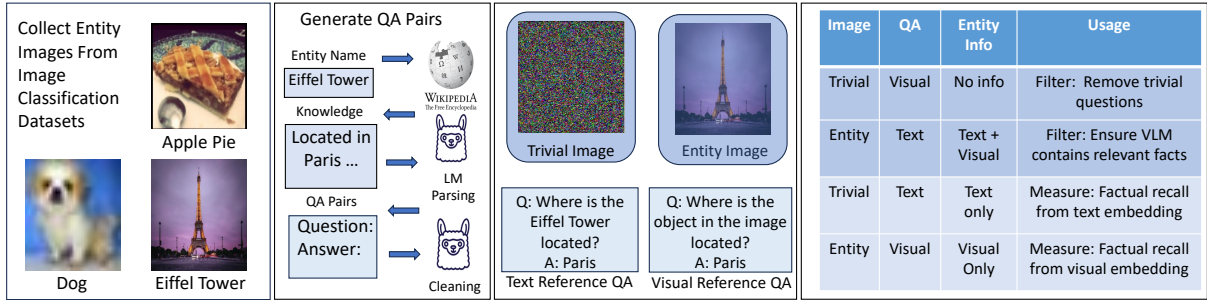 Collect Entity
Images From
Image
Classification
Datasets
Apple Pie
Dog
Eiffel Tower
Generate QA Pairs
Entity Name
Eiffel Tower
WIKIPEDIA
The Free Encyclopedia
Knowledge
Located in
Paris ...
LM
Parsing
QA Pairs
Question:
Answer:
Cleaning
Trivial Image
Entity Image
Q: Where is the
Eiffel Tower
located?
A: Paris
Text Reference QA
Q: Where is the
object in the image
located?
A: Paris
Visual Reference QA
Image QA Entity Info Usage
Trivial Visual No info Filter: Remove trivial questions
Entity Text Text + Visual Filter: Ensure VLM contains relevant facts
Trivial Text Text only Measure: Factual recall from text embedding
Entity Visual Visual Only Measure: Factual recall from visual embedding